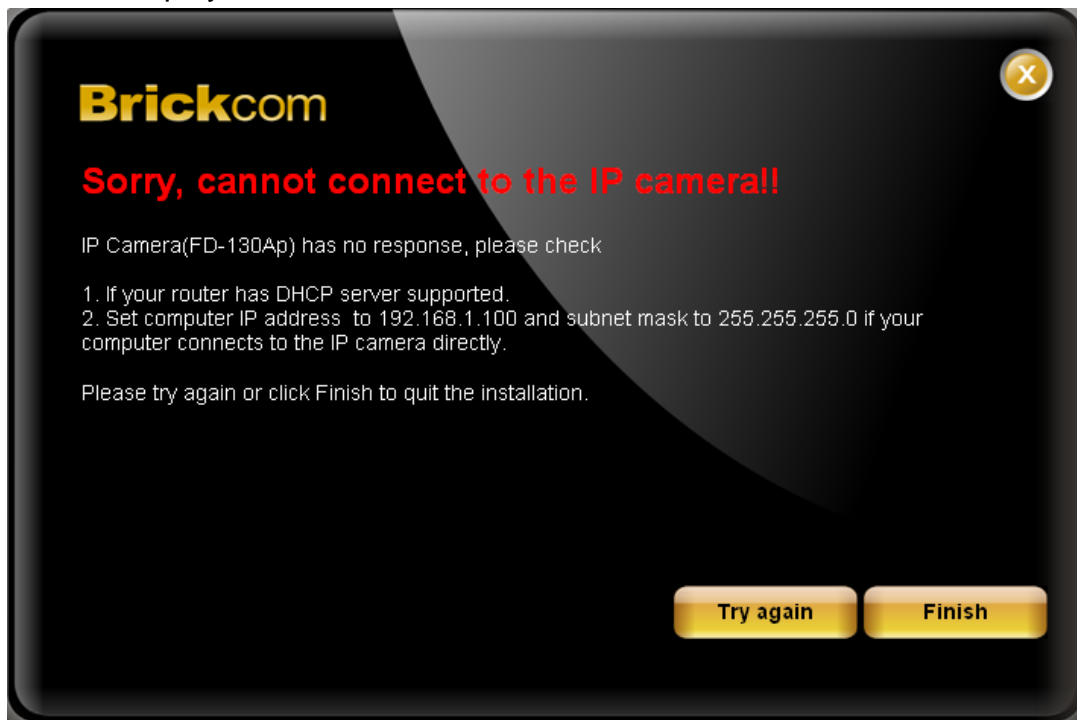 Brickcom
X
Sorry, cannot connect to the IP camera!!
IP Camera(FD-130Ap) has no response, please check
1. If your router has DHCP server supported.
2. Set computer IP address  to 192.168.1.100 and subnet mask to 255.255.255.0 if your
computer connects to the IP camera directly.
Please try again or click Finish to quit the installation.
Try again
Finish